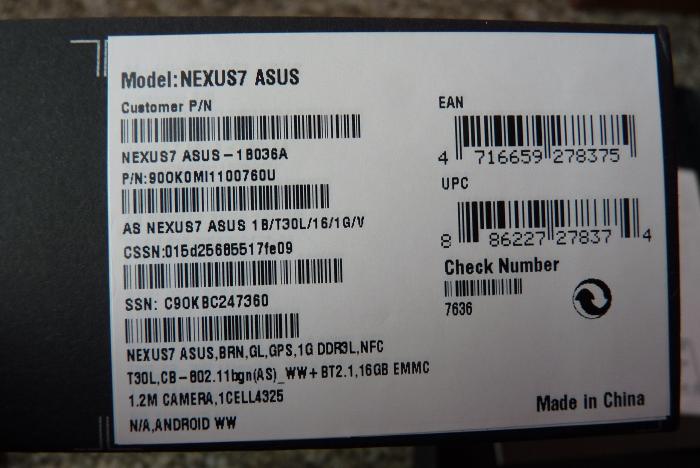 Model:NEXUS7 ASUS
Customer P/N
NEXUS7 ASUS-1B036A
P/N:90OK0MI1100760U
AS NEXUS7 ASUS 1B/T30L/16/1G/V
CSSN:015d25685517fe09
SSN: C9OKBC247360
NEXUS7 ASUS,BRN,GL,GPS,1G DDR3L,NFC
T30L,CB-802.11bgn(AS)_WW+BT2.1,16GB EMMC
1.2M CAMERA,1CELL4325
N/A,ANDROID WW
EAN
4 716659 278375
UPC
8 86227 27837 4
Check Number
7636
Made in China